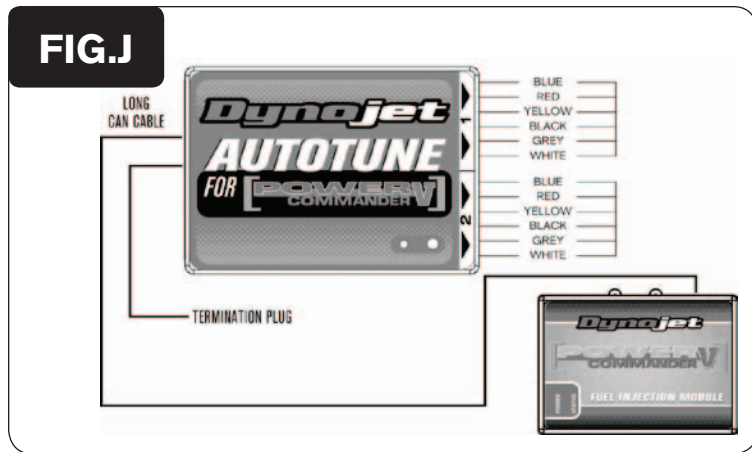 FIG.J
LONG
CAN CABLE
Dynojet
AUTOTUNE
FOR [POWER V
COMMANDER]
1
2
BLUE
RED
YELLOW
BLACK
GREY
WHITE
BLUE
RED
YELLOW
BLACK
GREY
WHITE
TERMINATION PLUG
Dynojet
POWER V
COMMANDER
FUEL INJECTION MODULE